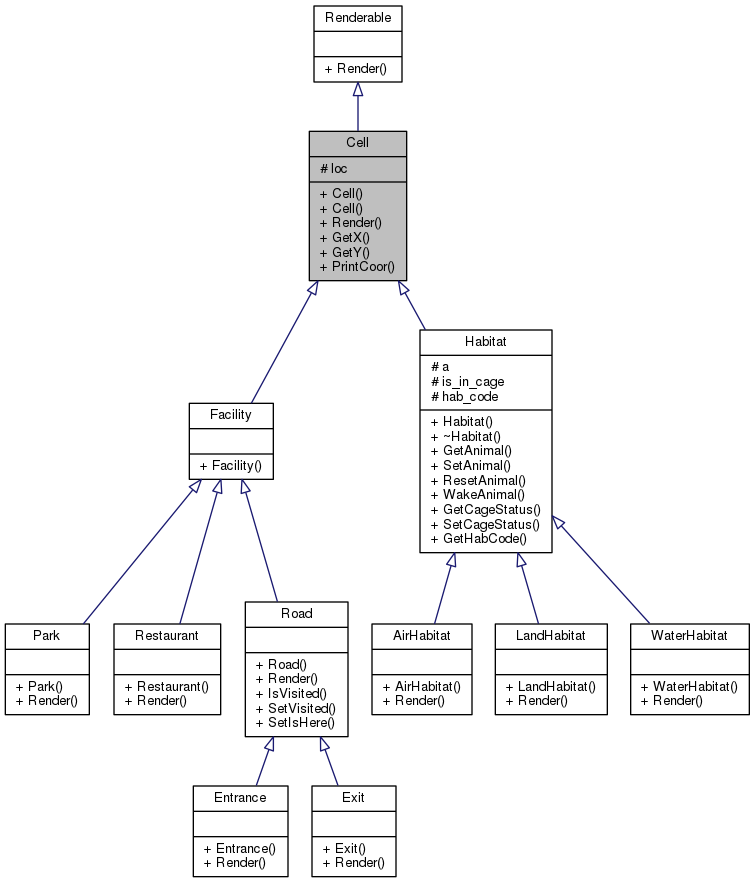 Renderable
+ Render()
Cell
# loc
+ Cell()
+ Cell()
+ Render()
+ GetX()
+ GetY()
+ PrintCoor()
Habitat
# a
# is_in_cage
# hab_code
+ Habitat()
+ ~Habitat()
+ GetAnimal()
+ SetAnimal()
+ ResetAnimal()
+ WakeAnimal()
+ GetCageStatus()
+ SetCageStatus()
+ GetHabCode()
Facility
+ Facility()
Park
+ Park()
+ Render()
Restaurant
+ Restaurant()
+ Render()
Road
+ Road()
+ Render()
+ IsVisited()
+ SetVisited()
+ SetIsHere()
AirHabitat
+ AirHabitat()
+ Render()
LandHabitat
+ LandHabitat()
+ Render()
WaterHabitat
+ WaterHabitat()
+ Render()
Entrance
+ Entrance()
+ Render()
Exit
+ Exit()
+ Render()